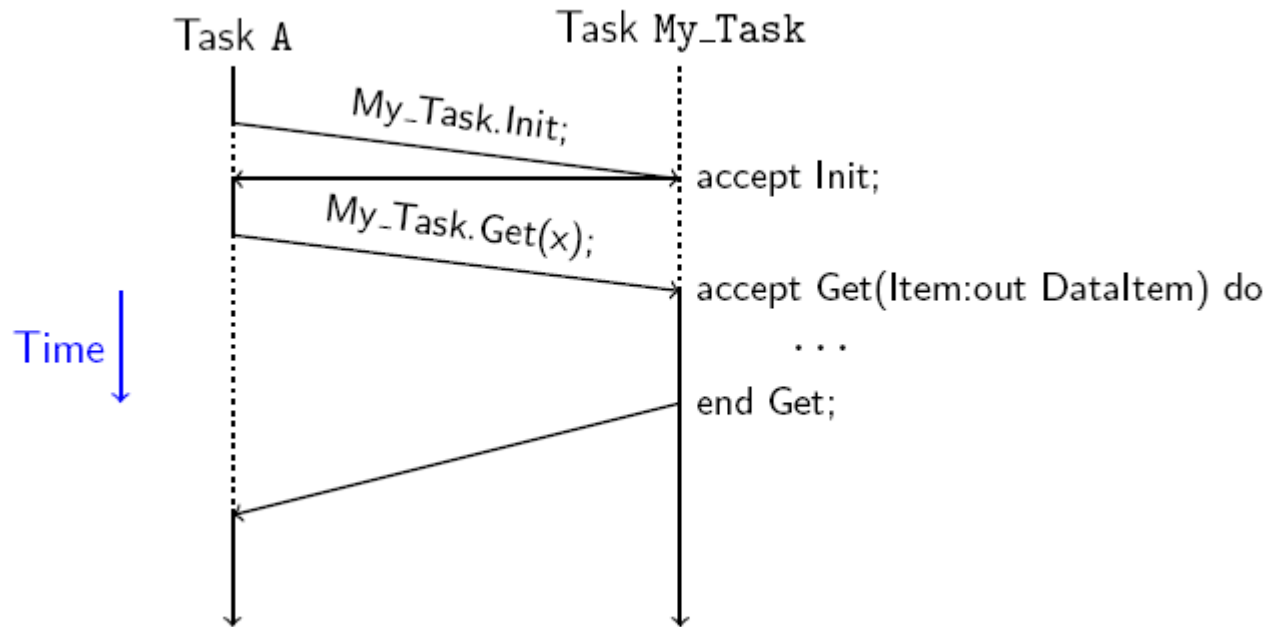 Task A
Task My_Task
My_Task.Init;
accept Init;
My_Task.Get(x);
accept Get(Item:out DataItem) do
...
Time
end Get;